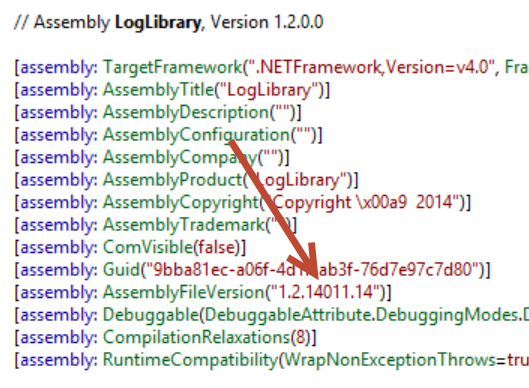 // Assembly LogLibrary, Version 1.2.0.0
[assembly: TargetFramework(".NETFramework,Version=v4.0", Fra
[assembly: AssemblyTitle("LogLibrary")]
[assembly: AssemblyDescription("")]
[assembly: AssemblyConfiguration("")]
[assembly: AssemblyCompany("")]
[assembly: AssemblyProduct("LogLibrary")]
[assembly: AssemblyCopyright("Copyright \x00a9 2014")]
[assembly: AssemblyTrademark("")]
[assembly: ComVisible(false)]
[assembly: Guid("9bba81ec-a06f- ab3f-76d7e97c7d80")]
[assembly: AssemblyFileVersion("1.2.14011.14")]
[assembly: Debuggable(DebuggableAttribute.DebuggingModes.D
[assembly: CompilationRelaxations(8)]
[assembly: RuntimeCompatibility(WrapNonExceptionThrows=tru